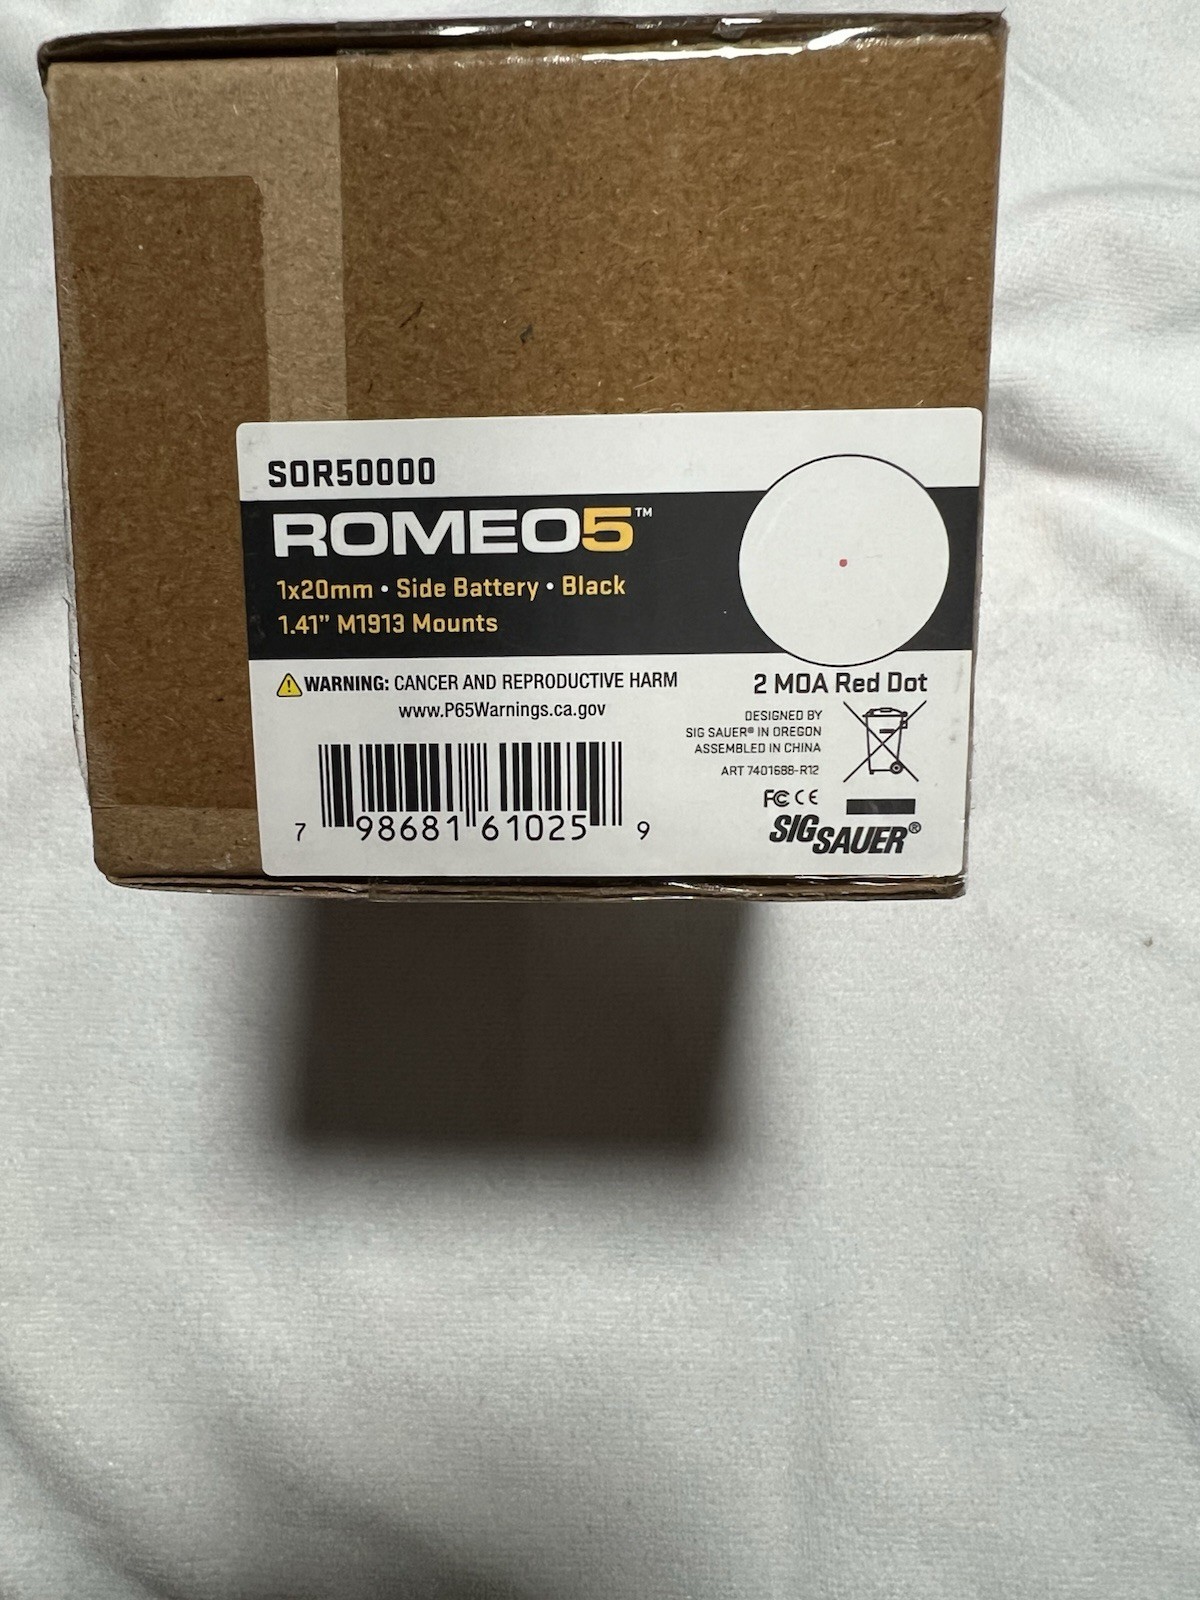 SOR50000
ROMEO5™
1x20mm • Side Battery • Black
1.41” M1913 Mounts
WARNING: CANCER AND REPRODUCTIVE HARM
www.P65Warnings.ca.gov
7 98681 61025 9
2 MOA Red Dot
DESIGNED BY
SIG SAUER® IN OREGON
ASSEMBLED IN CHINA
ART 7401688-R12
FC CE
SIG SAUER®